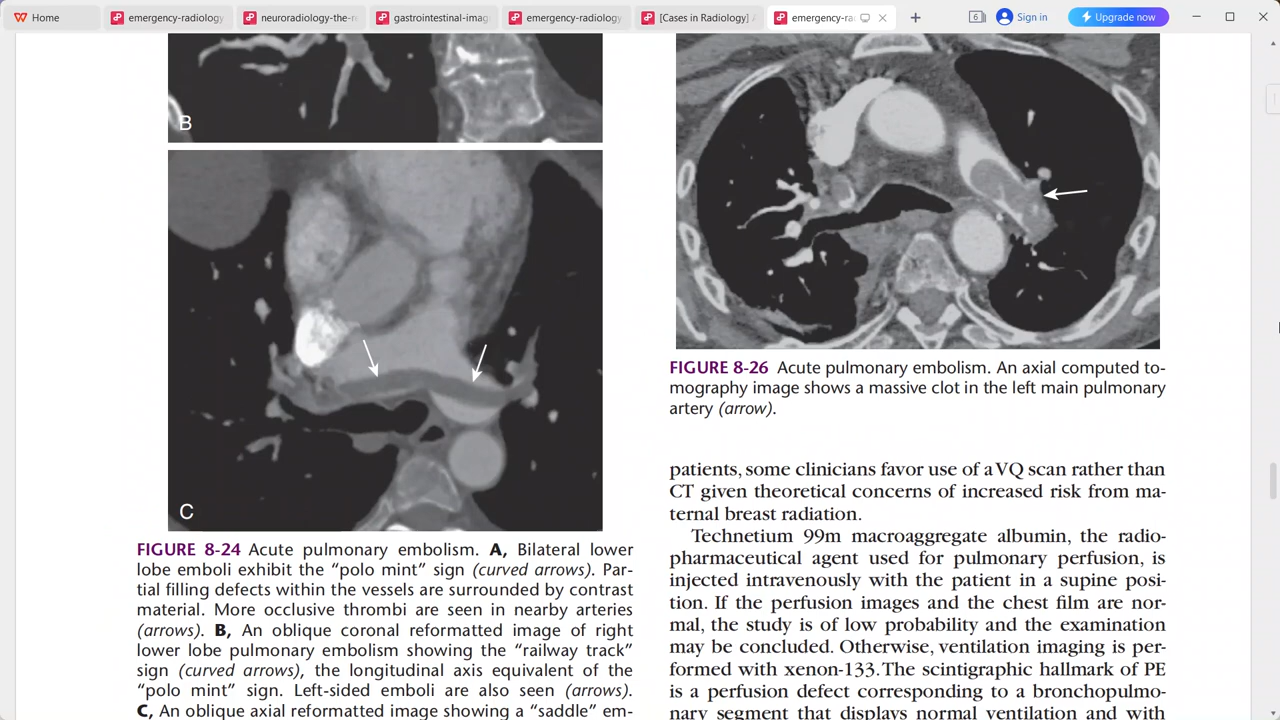 Home
emergency-radiology
neuroradiology-the-r
gastrointestinal-imag
emergency-radiology
[Cases in Radiology]
emergency-ra
6
Sign in
Upgrade now
B
C
FIGURE 8-24 Acute pulmonary embolism. A, Bilateral lower
lobe emboli exhibit the “polo mint” sign (curved arrows). Par-
tial filling defects within the vessels are surrounded by contrast
material. More occlusive thrombi are seen in nearby arteries
(arrows). B, An oblique coronal reformatted image of right
lower lobe pulmonary embolism showing the “railway track”
sign (curved arrows), the longitudinal axis equivalent of the
“polo mint” sign. Left-sided emboli are also seen (arrows).
C, An oblique axial reformatted image showing a “saddle” em-
FIGURE 8-26 Acute pulmonary embolism. An axial computed to-
mography image shows a massive clot in the left main pulmonary
artery (arrow).
patients, some clinicians favor use of a VQ scan rather than
CT given theoretical concerns of increased risk from ma-
ternal breast radiation.
Technetium 99m macroaggregate albumin, the radio-
pharmaceutical agent used for pulmonary perfusion, is
injected intravenously with the patient in a supine posi-
tion. If the perfusion images and the chest film are nor-
mal, the study is of low probability and the examination
may be concluded. Otherwise, ventilation imaging is per-
formed with xenon-133. The scintigraphic hallmark of PE
is a perfusion defect corresponding to a bronchopulmo-
nary segment that displays normal ventilation and with